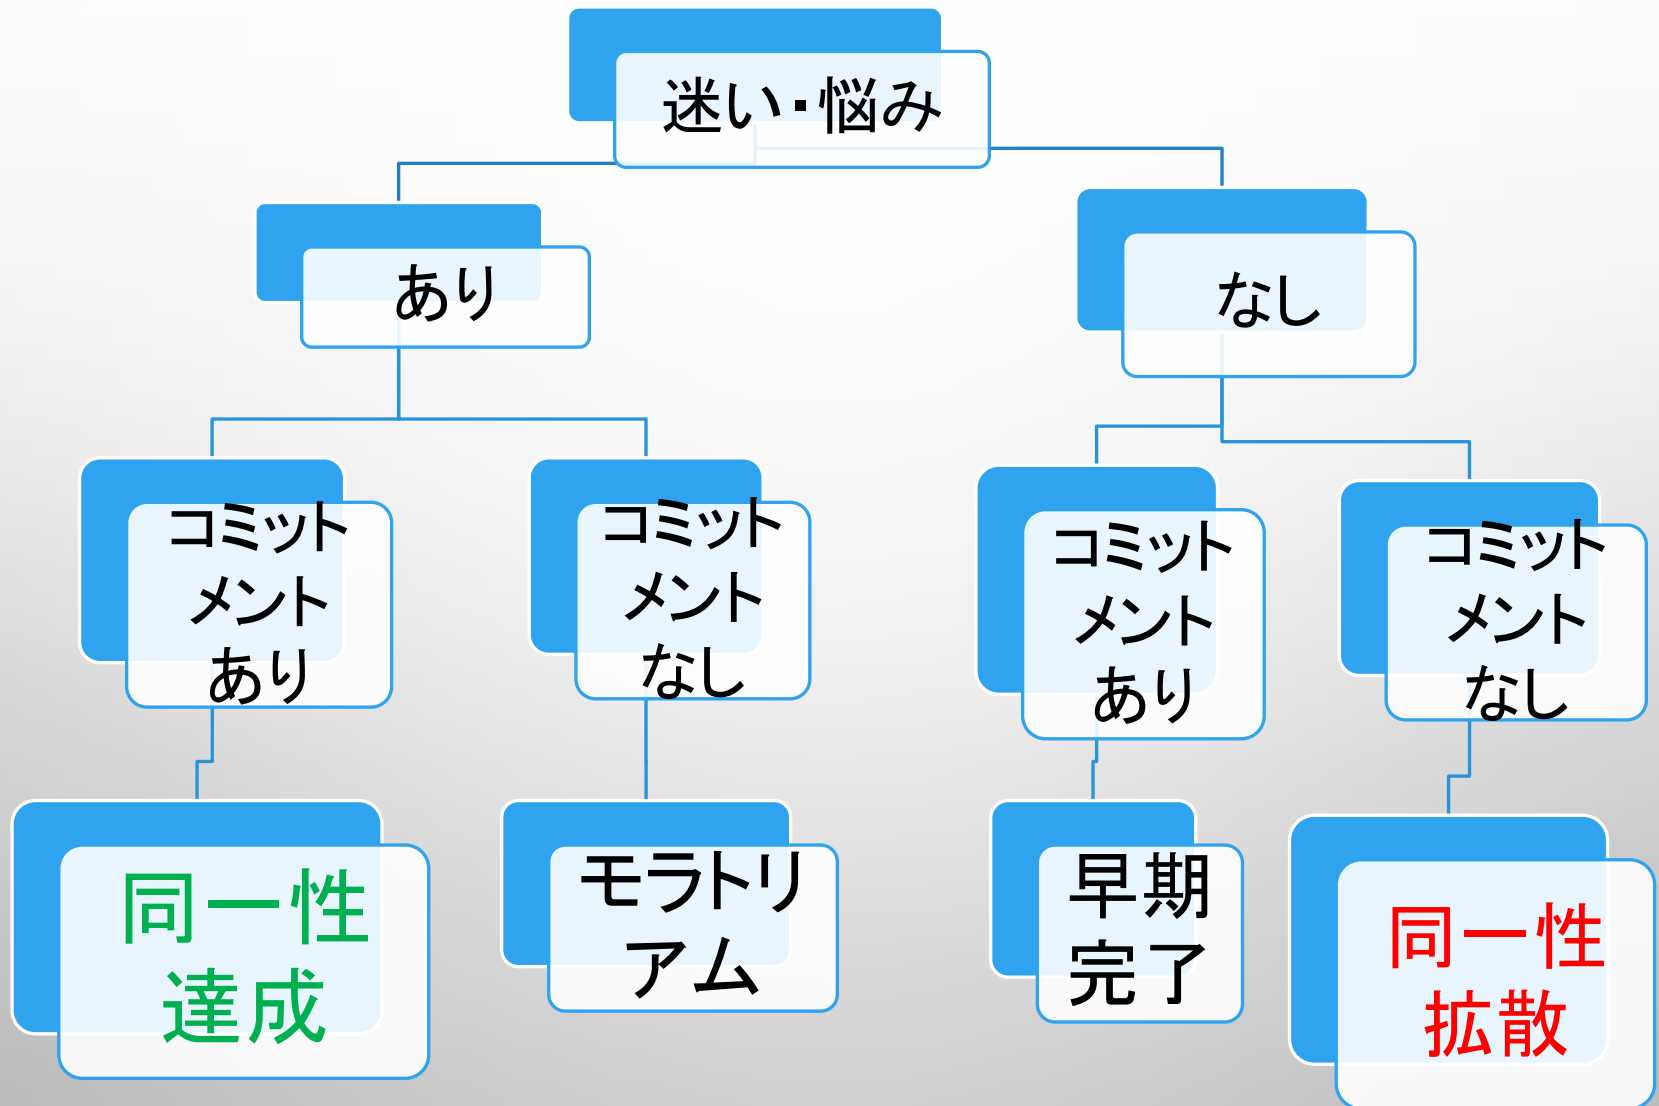 迷い・悩み
あり
なし
コミット
メント
あり
コミット
メント
なし
コミット
メント
あり
コミット
メント
なし
同一性
達成
モラトリ
アム
早期
完了
同一性
拡散